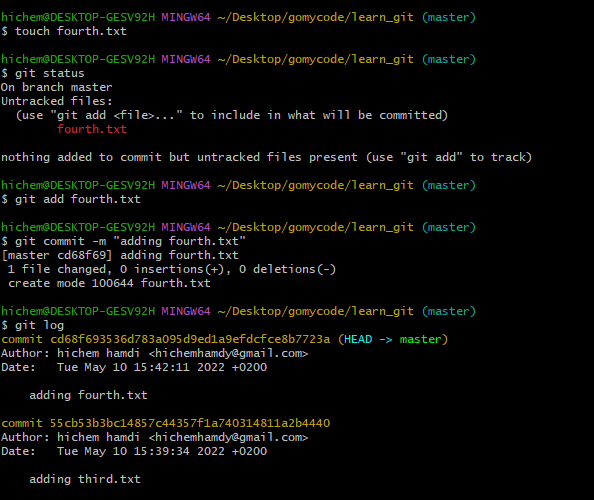 hichem@DESKTOP-GESV92H MINGW64 ~/Desktop/gomycode/learn_git (master)
$ touch fourth.txt

hichem@DESKTOP-GESV92H MINGW64 ~/Desktop/gomycode/learn_git (master)
$ git status
On branch master
Untracked files:
  (use "git add <file>..." to include in what will be committed)
        fourth.txt

nothing added to commit but untracked files present (use "git add" to track)

hichem@DESKTOP-GESV92H MINGW64 ~/Desktop/gomycode/learn_git (master)
$ git add fourth.txt

hichem@DESKTOP-GESV92H MINGW64 ~/Desktop/gomycode/learn_git (master)
$ git commit -m "adding fourth.txt"
[master cd68f69] adding fourth.txt
 1 file changed, 0 insertions(+), 0 deletions(-)
 create mode 100644 fourth.txt

hichem@DESKTOP-GESV92H MINGW64 ~/Desktop/gomycode/learn_git (master)
$ git log
commit cd68f693536d783a095d9ed1a9efdcfce8b7723a (HEAD -> master)
Author: hichem hamdi <hichemhamdy@gmail.com>
Date:   Tue May 10 15:42:11 2022 +0200

    adding fourth.txt

commit 55cb53b3bc14857c44357f1a740314811a2b4440
Author: hichem hamdi <hichemhamdy@gmail.com>
Date:   Tue May 10 15:39:34 2022 +0200

    adding third.txt